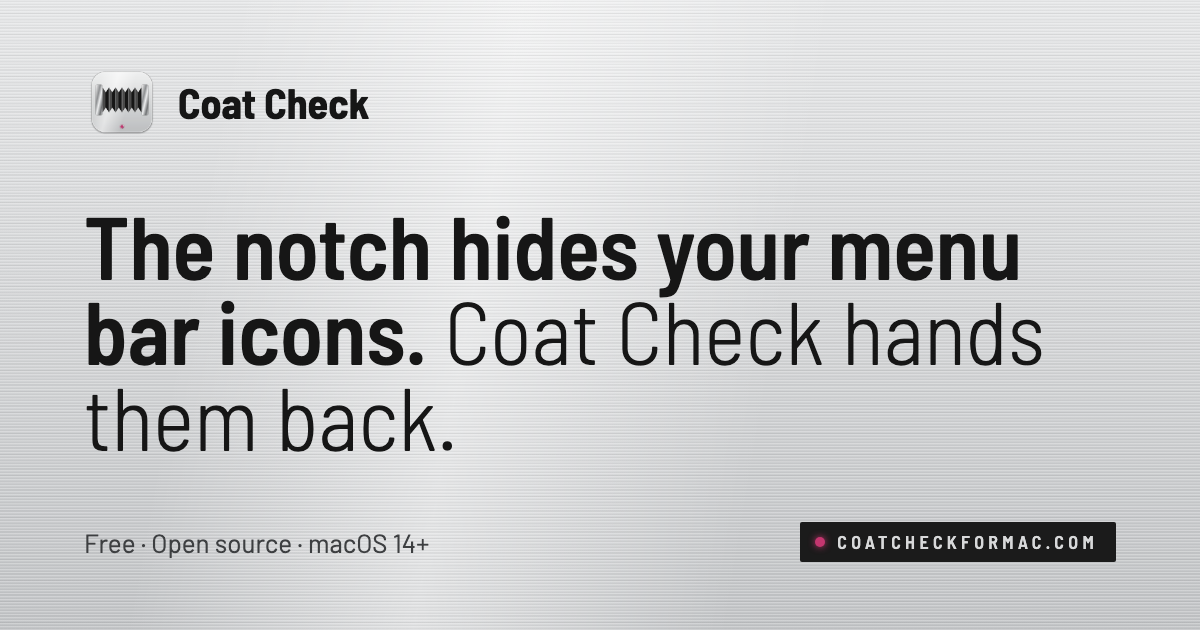 Coat Check
The notch hides your menu
bar icons. Coat Check hands
them back.
Free · Open source · macOS 14+
COATCHECKFORMAC.COM